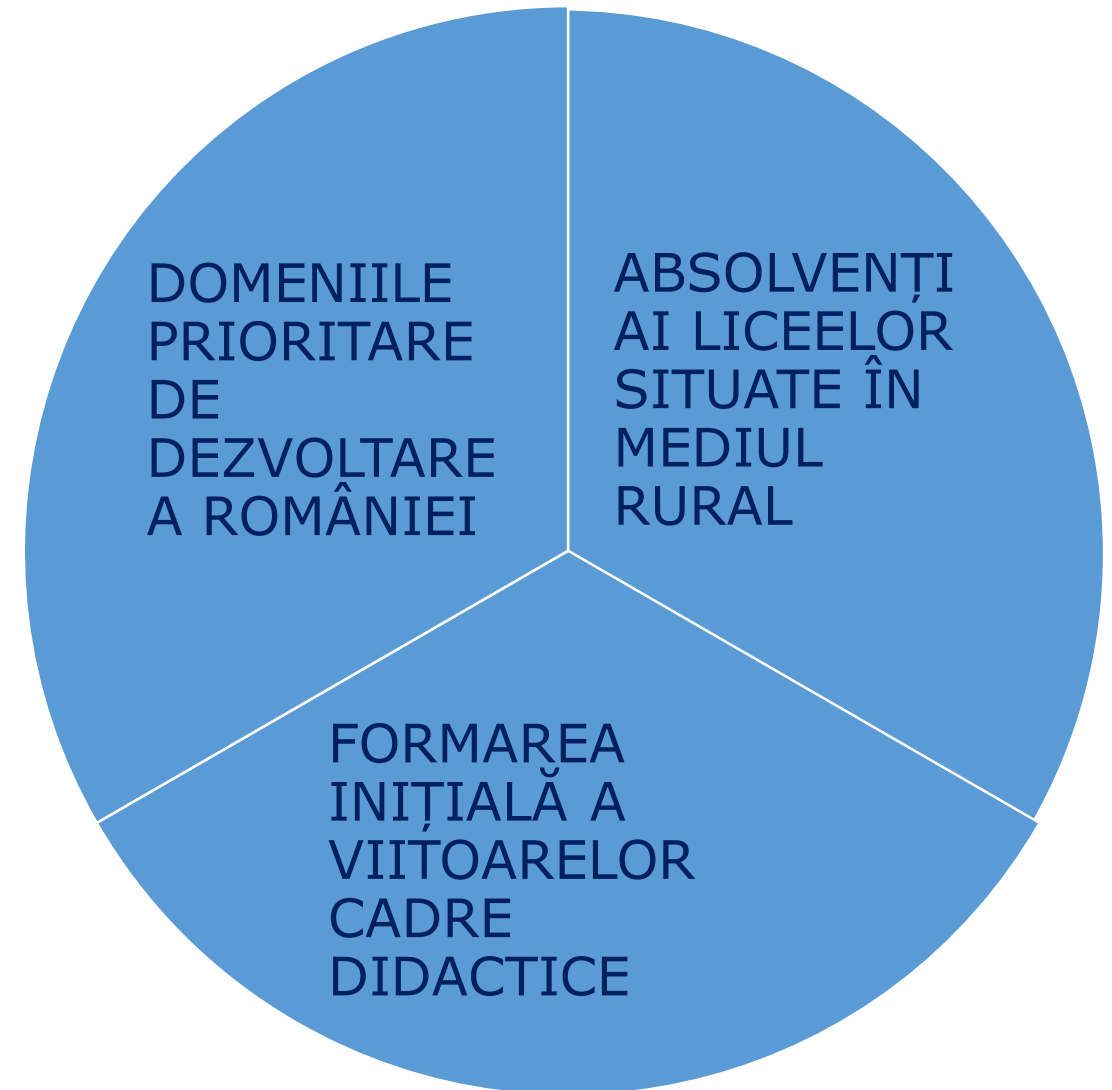 DOMENIILE
PRIORITARE
DE
DEZVOLTARE
A ROMÂNIEI
ABSOLVENȚI
AI LICEELOR
SITUATE ÎN
MEDIUL
RURAL
FORMAREA
INIȚIALĂ A
VIITOARELOR
CADRE
DIDACTICE